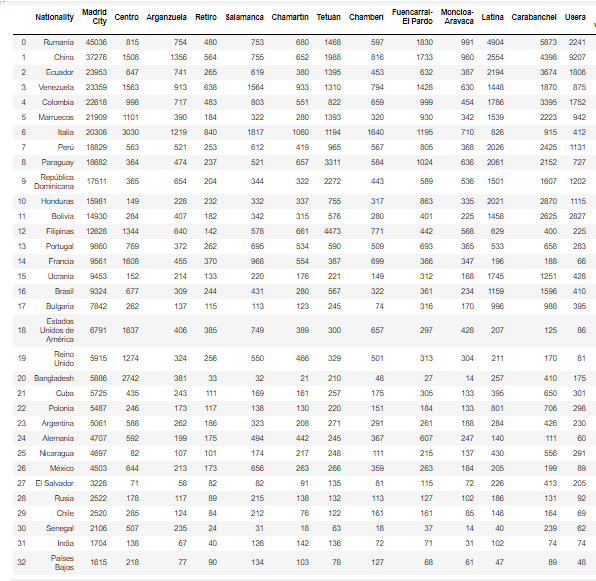 Nationality Madrid City Centro Arganzuela Retiro Salamanca Chamartín Tetuán Chamberí Fuencarral-El Pardo Moncloa-Aravaca Latina Carabanchel Usera
0 Rumanía 45036 815 754 480 753 680 1468 597 1830 991 4904 5873 2241
1 China 37276 1508 1356 564 755 652 1988 816 1733 960 2554 4398 9207
2 Ecuador 23953 647 741 265 619 380 1395 453 632 387 2194 3674 1806
3 Venezuela 23359 1563 913 638 1564 933 1310 794 1428 630 1448 1870 875
4 Colombia 22618 998 717 483 803 551 822 659 999 454 1786 3395 1752
5 Marruecos 21909 1101 390 184 322 280 1393 320 930 342 1539 2223 942
6 Italia 20308 3030 1219 840 1817 1060 1194 1640 1195 710 826 915 412
7 Perú 18829 563 521 253 612 419 965 567 805 368 2026 2425 1131
8 Paraguay 18682 364 474 237 521 657 3311 584 1024 636 2061 2152 727
9 República Dominicana 17511 365 654 204 344 322 2272 443 589 536 1501 1607 1202
10 Honduras 15981 149 228 232 332 337 755 317 863 335 2021 2870 1115
11 Bolivia 14930 284 407 182 342 315 576 280 401 225 1458 2625 2827
12 Filipinas 12628 1344 640 142 578 661 4473 771 442 568 629 400 225
13 Portugal 9860 769 372 262 695 534 590 509 693 365 533 658 283
14 Francia 9561 1608 455 370 968 554 387 699 366 347 196 188 66
15 Ucrania 9453 152 214 133 220 176 221 149 312 168 1745 1251 428
16 Brasil 9324 677 309 244 431 280 567 322 361 234 1159 1596 410
17 Bulgaria 7842 262 137 115 113 123 245 74 316 170 996 988 395
18 Estados Unidos de América 6791 1637 406 385 749 389 300 657 297 428 207 125 86
19 Reino Unido 5915 1274 324 256 550 466 329 501 313 304 211 170 81
20 Bangladesh 5886 2742 381 33 32 21 210 48 27 14 257 410 175
21 Cuba 5725 435 243 111 169 161 257 175 305 133 395 650 301
22 Polonia 5487 246 173 117 138 130 220 151 184 133 801 706 298
23 Argentina 5061 588 262 186 323 208 271 291 261 188 284 426 230
24 Alemania 4707 592 199 175 494 442 245 367 607 247 140 111 60
25 Nicaragua 4697 82 107 101 174 217 248 111 215 137 430 556 291
26 México 4503 644 213 173 656 263 266 359 263 184 205 199 89
27 El Salvador 3228 71 58 82 82 91 135 81 115 72 226 413 205
28 Rusia 2522 178 117 89 215 138 132 113 127 102 186 131 92
29 Chile 2520 285 124 84 212 76 122 161 161 85 146 164 69
30 Senegal 2106 507 235 24 31 18 63 18 37 14 40 239 62
31 India 1704 138 67 40 126 142 136 72 71 31 102 74 74
32 Países Bajos 1615 218 77 90 134 103 78 127 68 61 47 89 48